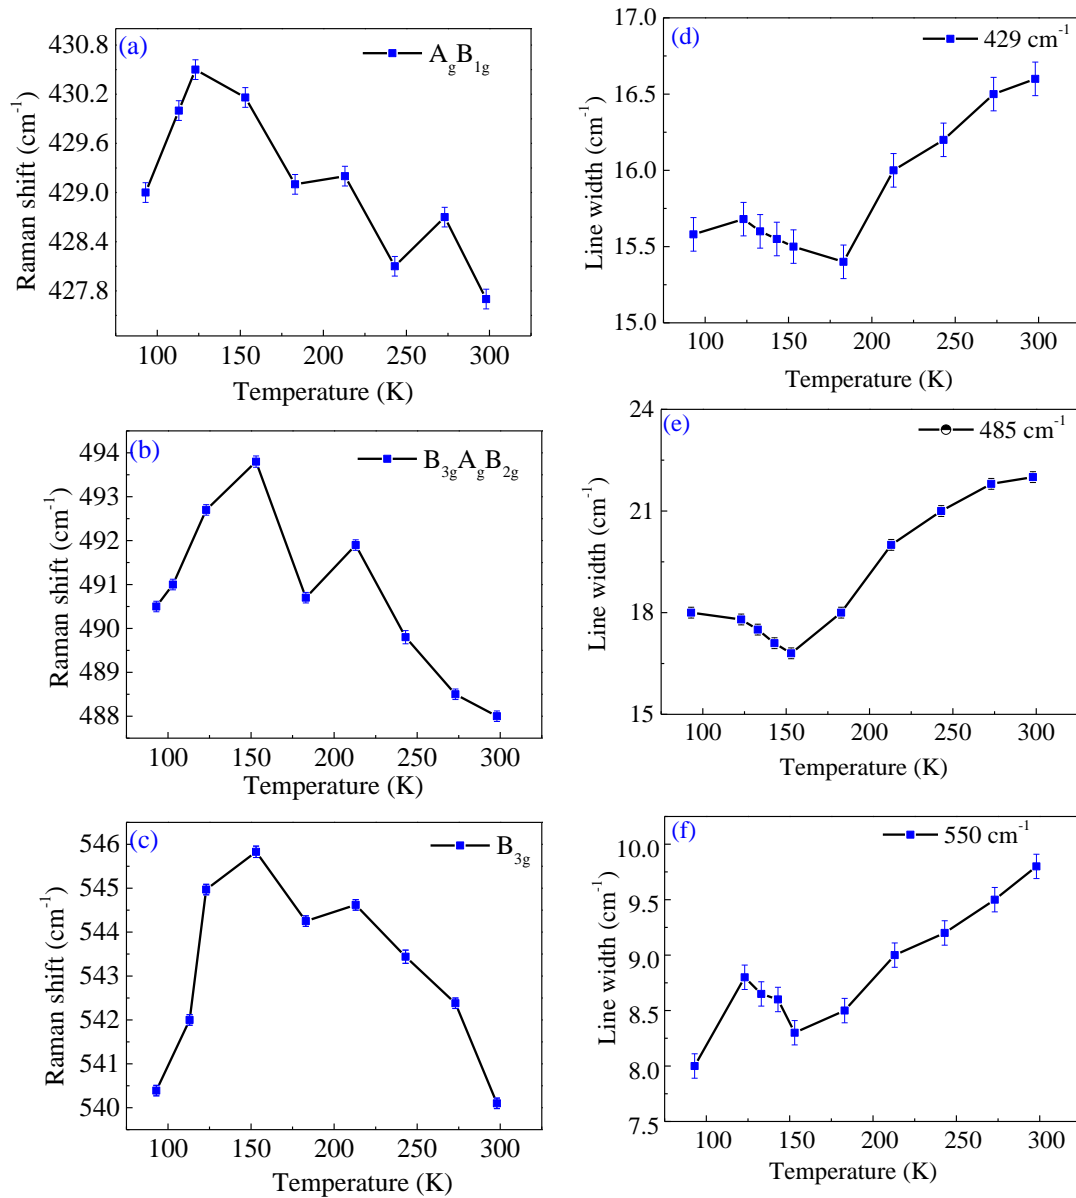 (a)
A_gB_1g
Raman shift (cm^-1)
430.8
430.2
429.6
429.0
428.4
427.8
100 150 200 250 300
Temperature (K)
(d)
429 cm^-1
Line width (cm^-1)
17.0
16.5
16.0
15.5
15.0
100 150 200 250 300
Temperature (K)
(b)
B_3gA_gB_2g
Raman shift (cm^-1)
494
493
492
491
490
489
488
100 150 200 250 300
Temperature (K)
(e)
485 cm^-1
Line width (cm^-1)
24
21
18
15
100 150 200 250 300
Temperature (K)
(c)
B_3g
Raman shift (cm^-1)
546
545
544
543
542
541
540
100 150 200 250 300
Temperature (K)
(f)
550 cm^-1
Line width (cm^-1)
10.0
9.5
9.0
8.5
8.0
7.5
100 150 200 250 300
Temperature (K)